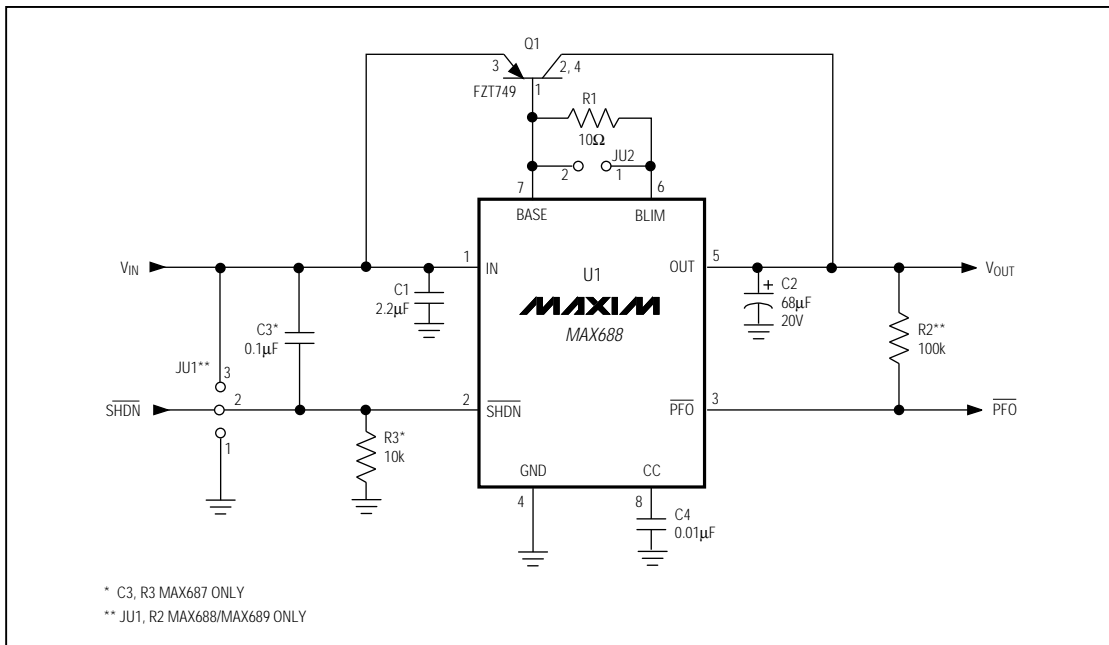 Q1
3
2, 4
FZT749
1
R1
10Ω
JU2
2
1
7
6
BASE
BLIM
VIN
1
IN
U1
OUT
5
VOUT
C1
2.2μF
MAXIM
MAX688
C2
+
68μF
20V
C3*
0.1μF
R2**
100k
JU1**
3
2
1
SHDN
2
SHDN
PFO
3
PFO
R3*
10k
GND
CC
4
8
C4
0.01μF
* C3, R3 MAX687 ONLY
** JU1, R2 MAX688/MAX689 ONLY